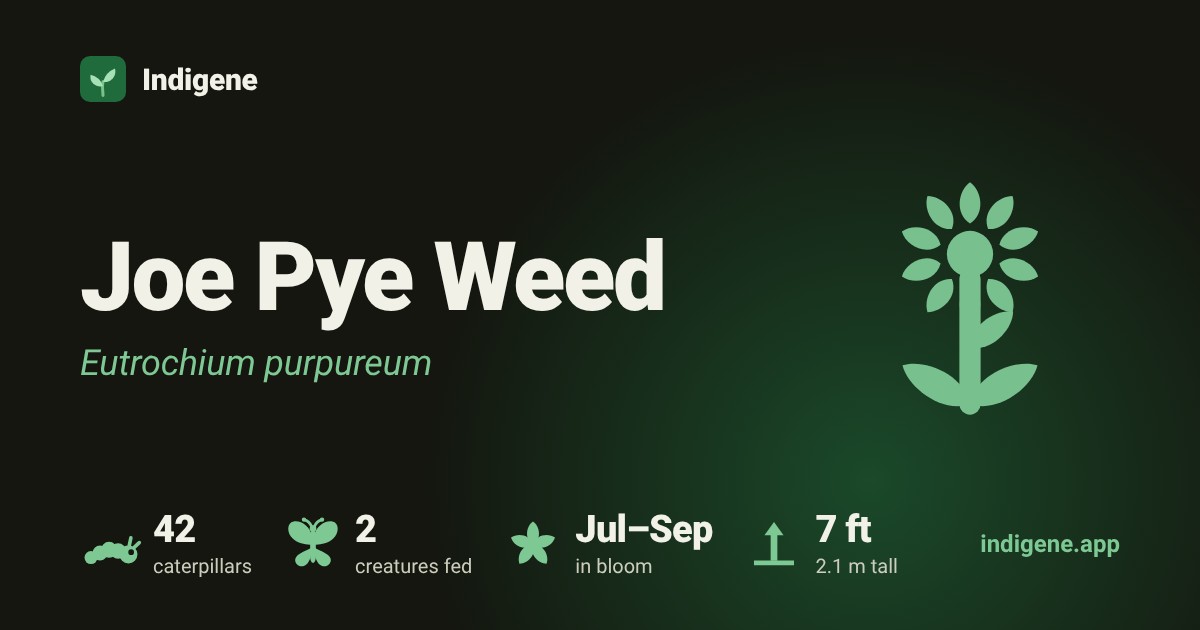 Indigene
Joe Pye Weed
Eutrochium purpureum
42
caterpillars
2
creatures fed
Jul–Sep
in bloom
7 ft
2.1 m tall
indigene.app